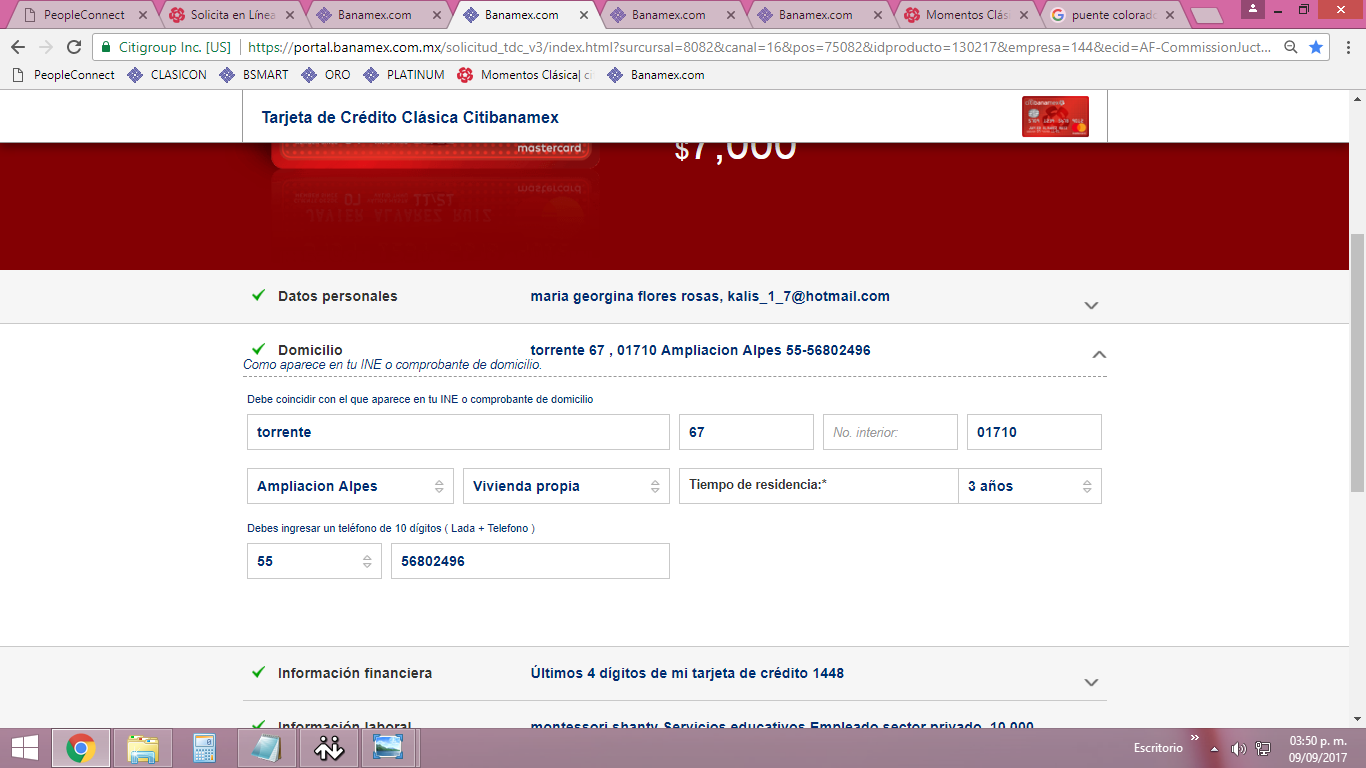 PeopleConnect
Solicita en Línea
Banamex.com
Banamex.com
Banamex.com
Banamex.com
Momentos Clás
puente colorado
Citigroup Inc. [US] https://portal.banamex.com.mx/solicitud_tdc_v3/index.html?surcursal=8082&canal=16&pos=75082&idproducto=130217&empresa=144&ecid=AF-CommissionJuct...
PeopleConnect CLASICON BSMART ORO PLATINUM Momentos Clásica| ci Banamex.com
Tarjeta de Crédito Clásica Citibanamex
mastercard.
$7,000
Datos personales maria georgina flores rosas, kalis_1_7@hotmail.com
Domicilio torrente 67 , 01710 Ampliacion Alpes 55-56802496
Como aparece en tu INE o comprobante de domicilio.
Debe coincidir con el que aparece en tu INE o comprobante de domicilio
torrente 67 No. interior: 01710
Ampliacion Alpes Vivienda propia Tiempo de residencia:* 3 años
Debes ingresar un teléfono de 10 dígitos ( Lada + Telefono )
55 56802496
Información financiera Últimos 4 dígitos de mi tarjeta de crédito 1448
Información laboral montessori shanty Servicios educativos Empleado sector privado 10,000
Escritorio
03:50 p. m.
09/09/2017